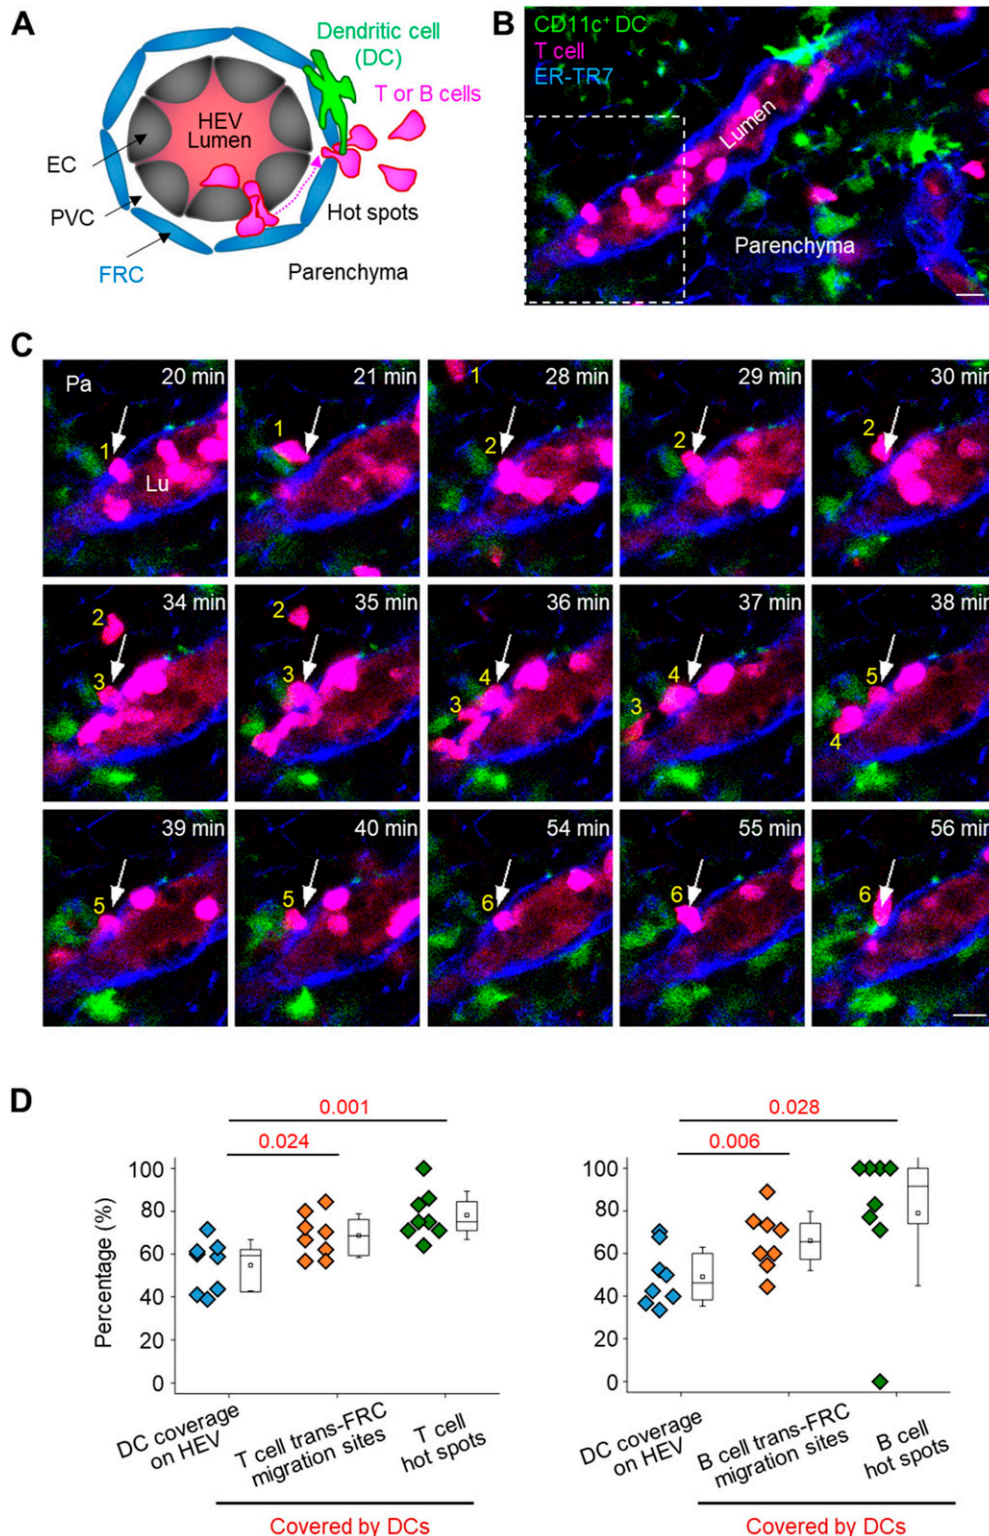 A
Dendritic cell
(DC)
T or B cells
HEV
Lumen
EC
PVC
Hot spots
FRC
Parenchyma
B
CD11c⁺ DC
T cell
ER-TR7
Lumen
Parenchyma
C
Pa
20 min
21 min
28 min
29 min
30 min
1
1
1
2
2
2
Lu
34 min
35 min
36 min
37 min
38 min
2
2
3
3
4
3
4
3
5
4
39 min
40 min
54 min
55 min
56 min
5
5
6
6
6
D
0.001
0.024
Percentage (%)
100
80
60
40
20
0
DC coverage
on HEV
T cell trans-FRC
migration sites
T cell
hot spots
Covered by DCs
0.028
0.006
100
80
60
40
20
0
DC coverage
on HEV
B cell trans-FRC
migration sites
B cell
hot spots
Covered by DCs